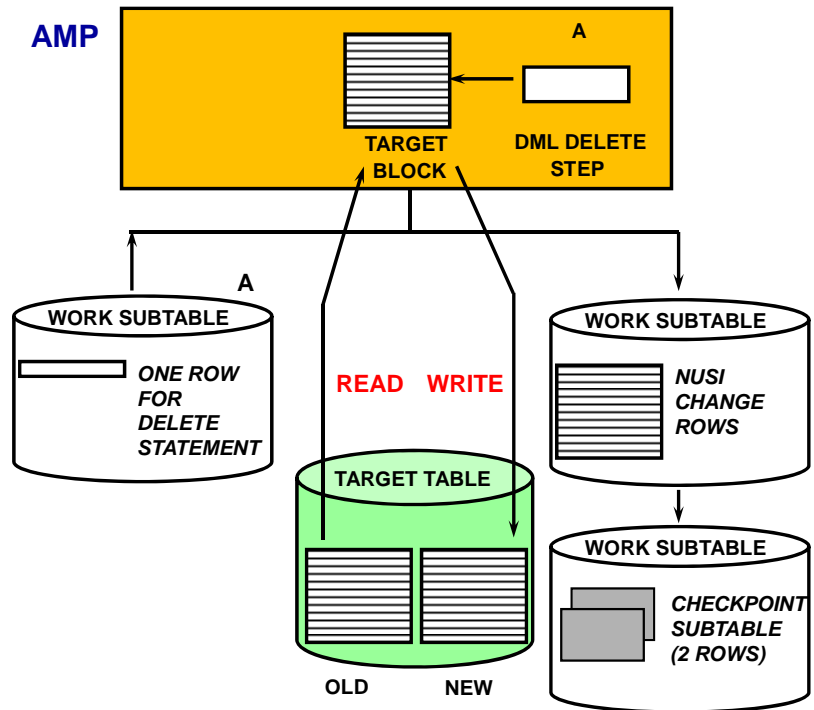 AMP
A
TARGET
BLOCK
DML DELETE
STEP
A
WORK SUBTABLE
ONE ROW
FOR
DELETE
STATEMENT
READ WRITE
TARGET TABLE
OLD
NEW
WORK SUBTABLE
NUSI
CHANGE
ROWS
WORK SUBTABLE
CHECKPOINT
SUBTABLE
(2 ROWS)